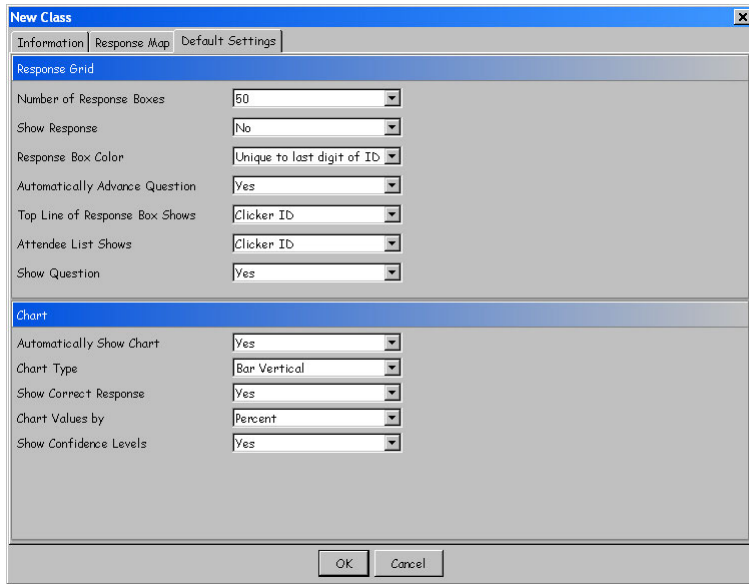 New Class
Information Response Map Default Settings
Response Grid
Number of Response Boxes 50
Show Response No
Response Box Color Unique to last digit of ID
Automatically Advance Question Yes
Top Line of Response Box Shows Clicker ID
Attendee List Shows Clicker ID
Show Question Yes
Chart
Automatically Show Chart Yes
Chart Type Bar Vertical
Show Correct Response Yes
Chart Values by Percent
Show Confidence Levels Yes
OK Cancel